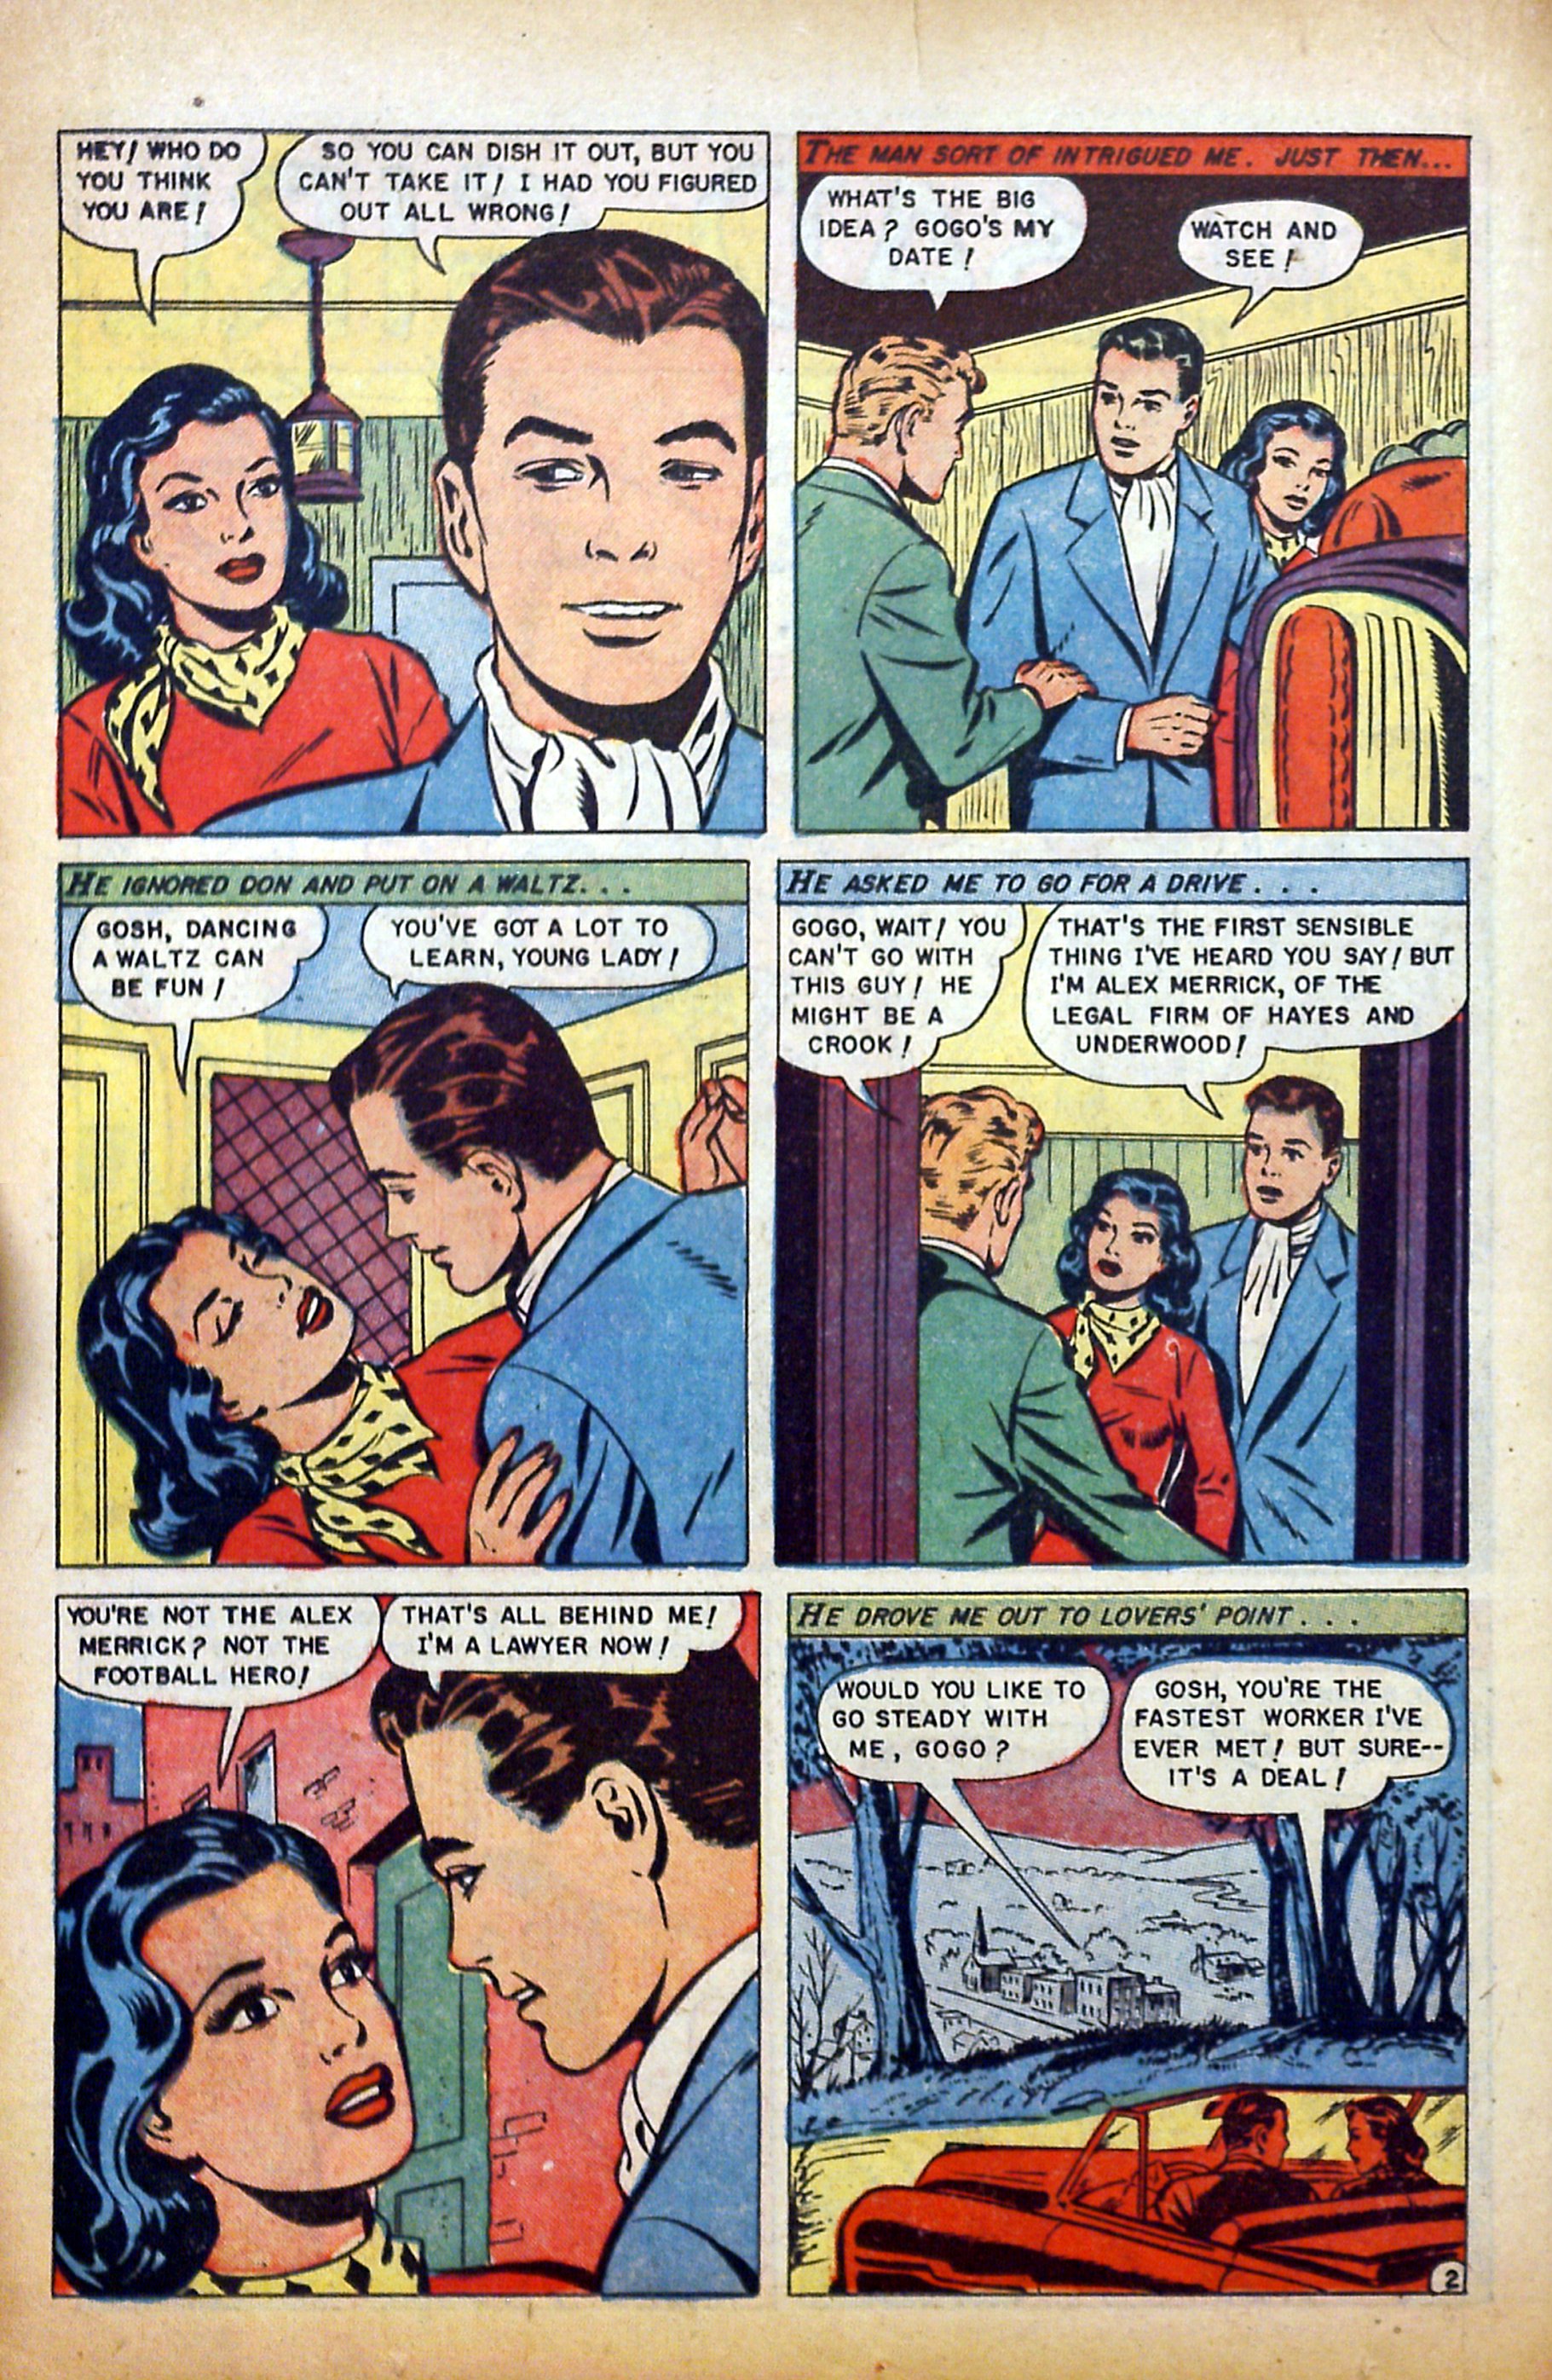 HEY! WHO DO
YOU THINK
YOU ARE!
SO YOU CAN DISH IT OUT, BUT YOU
CAN'T TAKE IT! I HAD YOU FIGURED
OUT ALL WRONG!
THE MAN SORT OF INTRIGUED ME. JUST THEN...
WHAT'S THE BIG
IDEA? GOGO'S MY
DATE!
WATCH AND
SEE!
HE IGNORED DON AND PUT ON A WALTZ...
GOSH, DANCING
A WALTZ CAN
BE FUN!
YOU'VE GOT A LOT TO
LEARN, YOUNG LADY!
HE ASKED ME TO GO FOR A DRIVE...
GOGO, WAIT! YOU
CAN'T GO WITH
THIS GUY! HE
MIGHT BE A
CROOK!
THAT'S THE FIRST SENSIBLE
THING I'VE HEARD YOU SAY! BUT
I'M ALEX MERRICK, OF THE
LEGAL FIRM OF HAYES AND
UNDERWOOD!
YOU'RE NOT THE ALEX
MERRICK? NOT THE
FOOTBALL HERO!
THAT'S ALL BEHIND ME!
I'M A LAWYER NOW!
HE DROVE ME OUT TO LOVERS' POINT...
WOULD YOU LIKE TO
GO STEADY WITH
ME, GOGO?
GOSH, YOU'RE THE
FASTEST WORKER I'VE
EVER MET! BUT SURE--
IT'S A DEAL!
2